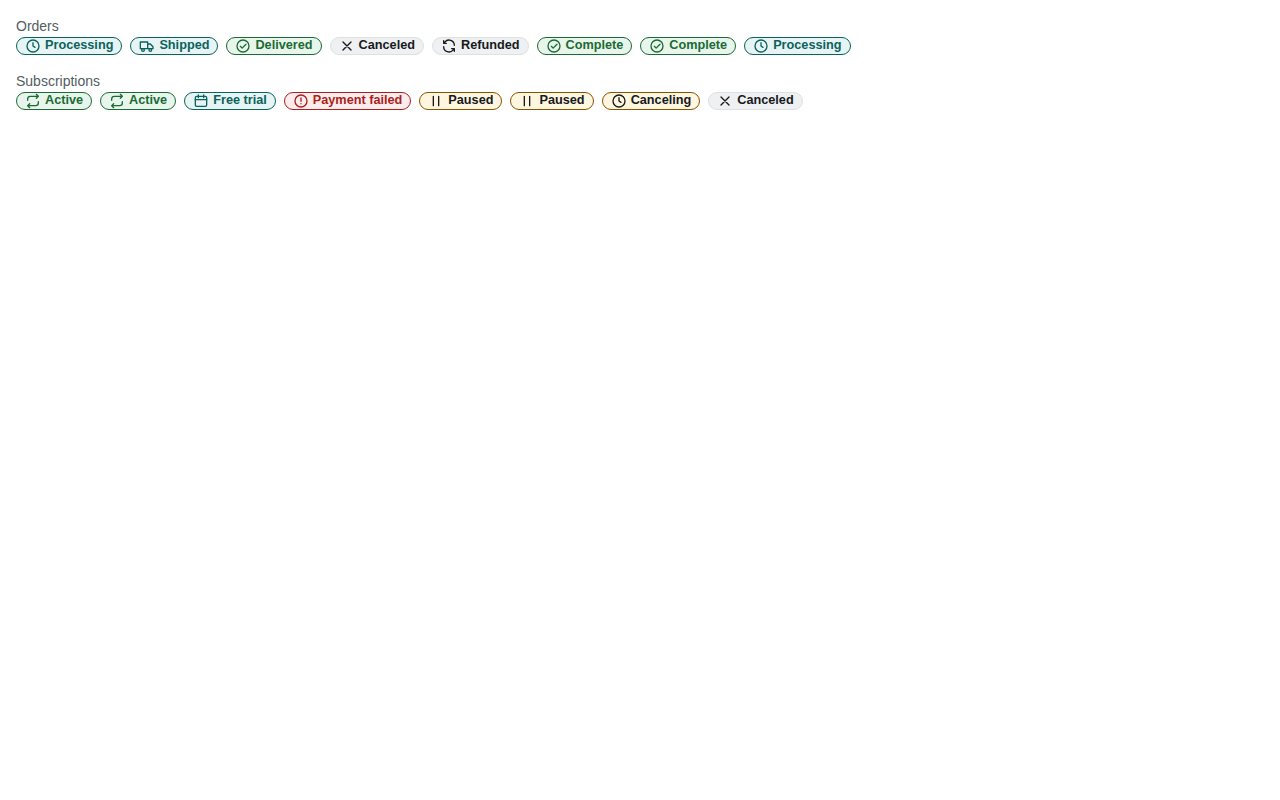 Orders
Processing Shipped Delivered Canceled Refunded Complete Complete Processing
Subscriptions
Active Active Free trial Payment failed Paused Paused Canceling Canceled